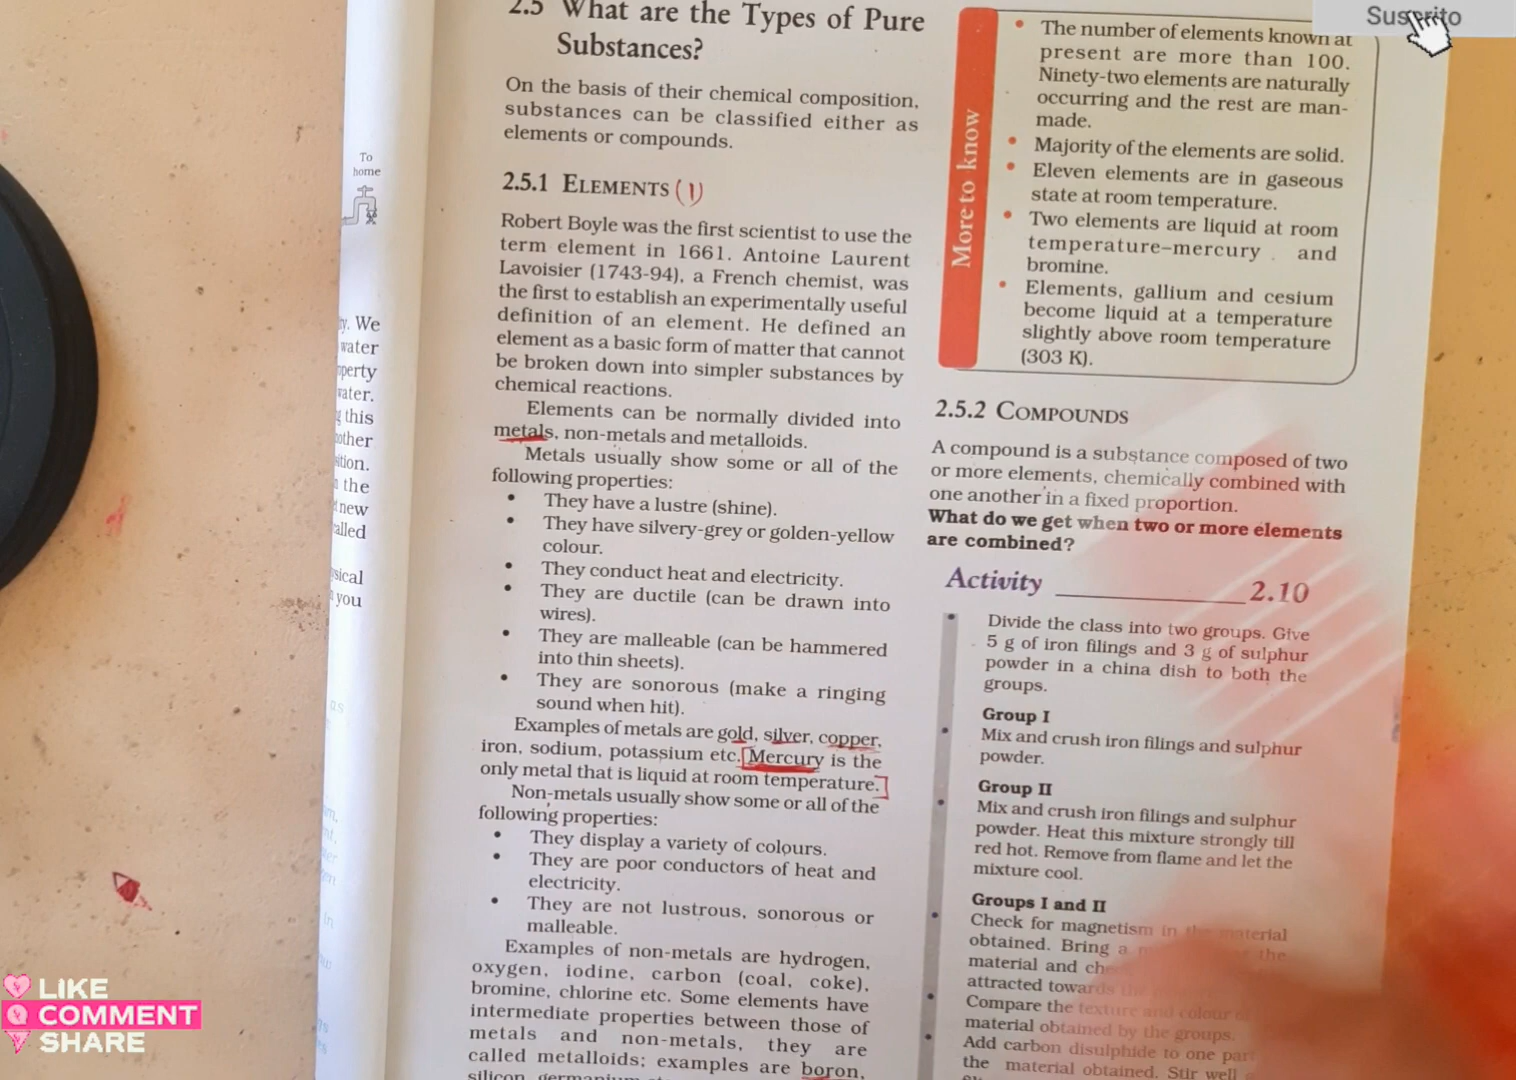 2.5 What are the Types of Pure
Substances?
On the basis of their chemical composition,
substances can be classified either as
elements or compounds.
2.5.1 ELEMENTS (1)
Robert Boyle was the first scientist to use the
term element in 1661. Antoine Laurent
Lavoisier (1743-94), a French chemist, was
the first to establish an experimentally useful
definition of an element. He defined an
element as a basic form of matter that cannot
be broken down into simpler substances by
chemical reactions.
Elements can be normally divided into
metals, non-metals and metalloids.
Metals usually show some or all of the
following properties:
• They have a lustre (shine).
• They have silvery-grey or golden-yellow
colour.
• They conduct heat and electricity.
• They are ductile (can be drawn into
wires).
• They are malleable (can be hammered
into thin sheets).
• They are sonorous (make a ringing
sound when hit).
Examples of metals are gold, silver, copper,
iron, sodium, potassium etc. [Mercury is the
only metal that is liquid at room temperature.]
Non-metals usually show some or all of the
following properties:
• They display a variety of colours.
• They are poor conductors of heat and
electricity.
• They are not lustrous, sonorous or
malleable.
Examples of non-metals are hydrogen,
oxygen, iodine, carbon (coal, coke),
bromine, chlorine etc. Some elements have
intermediate properties between those of
metals and non-metals, they are
called metalloids; examples are boron,
silicon, germanium
More to know
• The number of elements known at
present are more than 100.
Ninety-two elements are naturally
occurring and the rest are man-
made.
• Majority of the elements are solid.
• Eleven elements are in gaseous
state at room temperature.
• Two elements are liquid at room
temperature–mercury and
bromine.
• Elements, gallium and cesium
become liquid at a temperature
slightly above room temperature
(303 K).
2.5.2 COMPOUNDS
A compound is a substance composed of two
or more elements, chemically combined with
one another in a fixed proportion.
What do we get when two or more elements
are combined?
Activity 2.10
• Divide the class into two groups. Give
5 g of iron filings and 3 g of sulphur
powder in a china dish to both the
groups.
Group I
• Mix and crush iron filings and sulphur
powder.
Group II
• Mix and crush iron filings and sulphur
powder. Heat this mixture strongly till
red hot. Remove from flame and let the
mixture cool.
Groups I and II
• Check for magnetism in the material
obtained. Bring a the
material and
attracted towards the
• Compare the texture and colour of
material obtained by the groups.
• Add carbon disulphide to one part
the material obtained. Stir well
To
home
We
water
water.
this
the
new
you
Suscrito
LIKE
COMMENT
SHARE